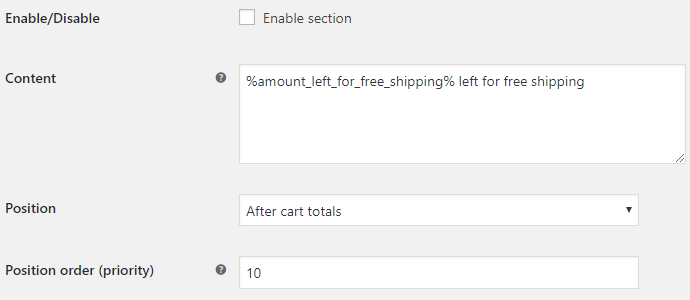 Enable/Disable Enable section
Content ? %amount_left_for_free_shipping% left for free shipping
Position After cart totals
Position order (priority) ? 10